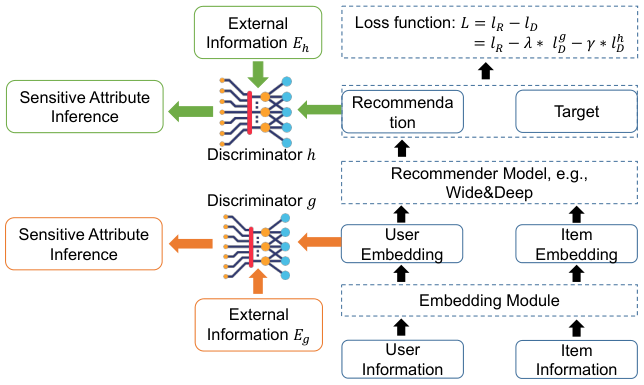 External
Information E_h
Loss function: L = l_R − l_D
= l_R − λ * l_D^g − γ * l_D^h
Sensitive Attribute
Inference
Recommenda
tion
Target
Discriminator h
Recommender Model, e.g.,
Wide&Deep
Discriminator g
Sensitive Attribute
Inference
User
Embedding
Item
Embedding
External
Information E_g
Embedding Module
User
Information
Item
Information